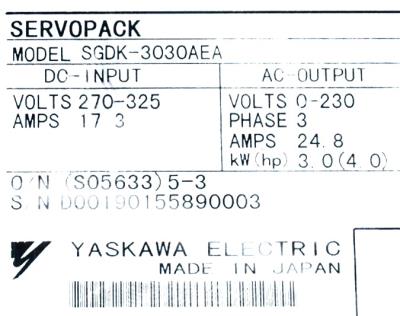 SERVOPACK
MODEL SGDK-3030AEA
DC-INPUT AC-OUTPUT
VOLTS 270-325 VOLTS 0-230
AMPS 17.3 PHASE 3
AMPS 24.8
kW(hp) 3.0(4.0)
O/N (S05633)5-3
S/N D00190155890003
YASKAWA ELECTRIC
MADE IN JAPAN